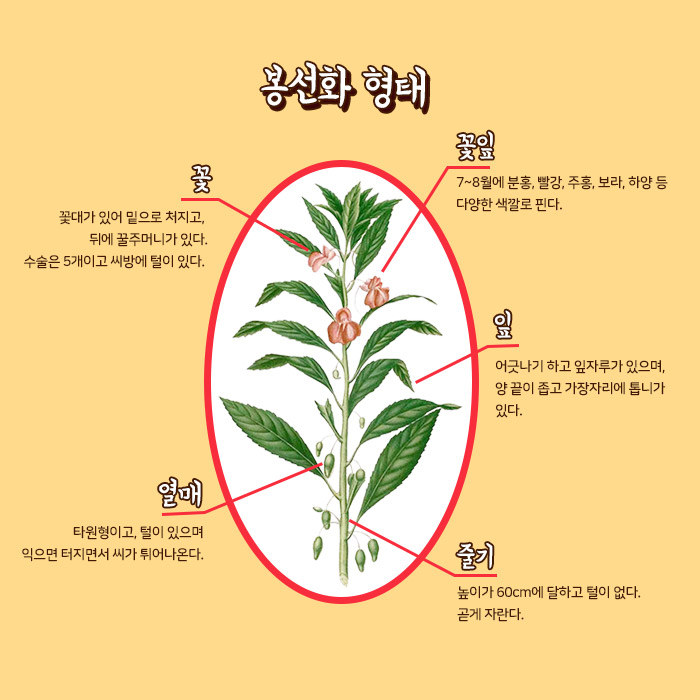 봉선화 형태
꽃
꽃대가 있어 밑으로 처지고,
뒤에 꿀주머니가 있다.
수술은 5개이고 씨방에 털이 있다.
꽃잎
7~8월에 분홍, 빨강, 주홍, 보라, 하양 등
다양한 색깔로 핀다.
잎
어긋나기 하고 잎자루가 있으며,
양 끝이 좁고 가장자리에 톱니가
있다.
열매
타원형이고, 털이 있으며
익으면 터지면서 씨가 튀어나온다.
줄기
높이가 60cm에 달하고 털이 없다.
곧게 자란다.